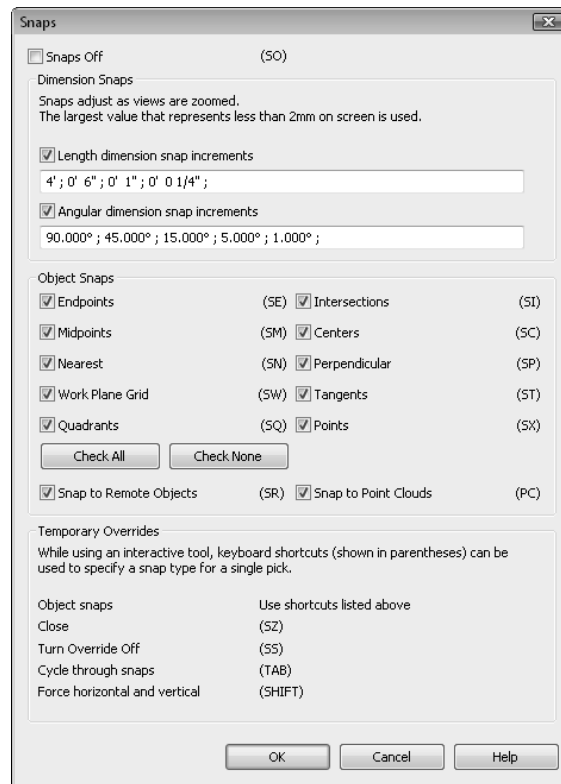 Snaps
Snaps Off (SO)
Dimension Snaps
Snaps adjust as views are zoomed.
The largest value that represents less than 2mm on screen is used.
Length dimension snap increments
4' ; 0' 6" ; 0' 1" ; 0' 0 1/4" ;
Angular dimension snap increments
90.000° ; 45.000° ; 15.000° ; 5.000° ; 1.000° ;
Object Snaps
Endpoints (SE) Intersections (SI)
Midpoints (SM) Centers (SC)
Nearest (SN) Perpendicular (SP)
Work Plane Grid (SW) Tangents (ST)
Quadrants (SQ) Points (SX)
Check All Check None
Snap to Remote Objects (SR) Snap to Point Clouds (PC)
Temporary Overrides
While using an interactive tool, keyboard shortcuts (shown in parentheses) can be
used to specify a snap type for a single pick.
Object snaps Use shortcuts listed above
Close (SZ)
Turn Override Off (SS)
Cycle through snaps (TAB)
Force horizontal and vertical (SHIFT)
OK Cancel Help